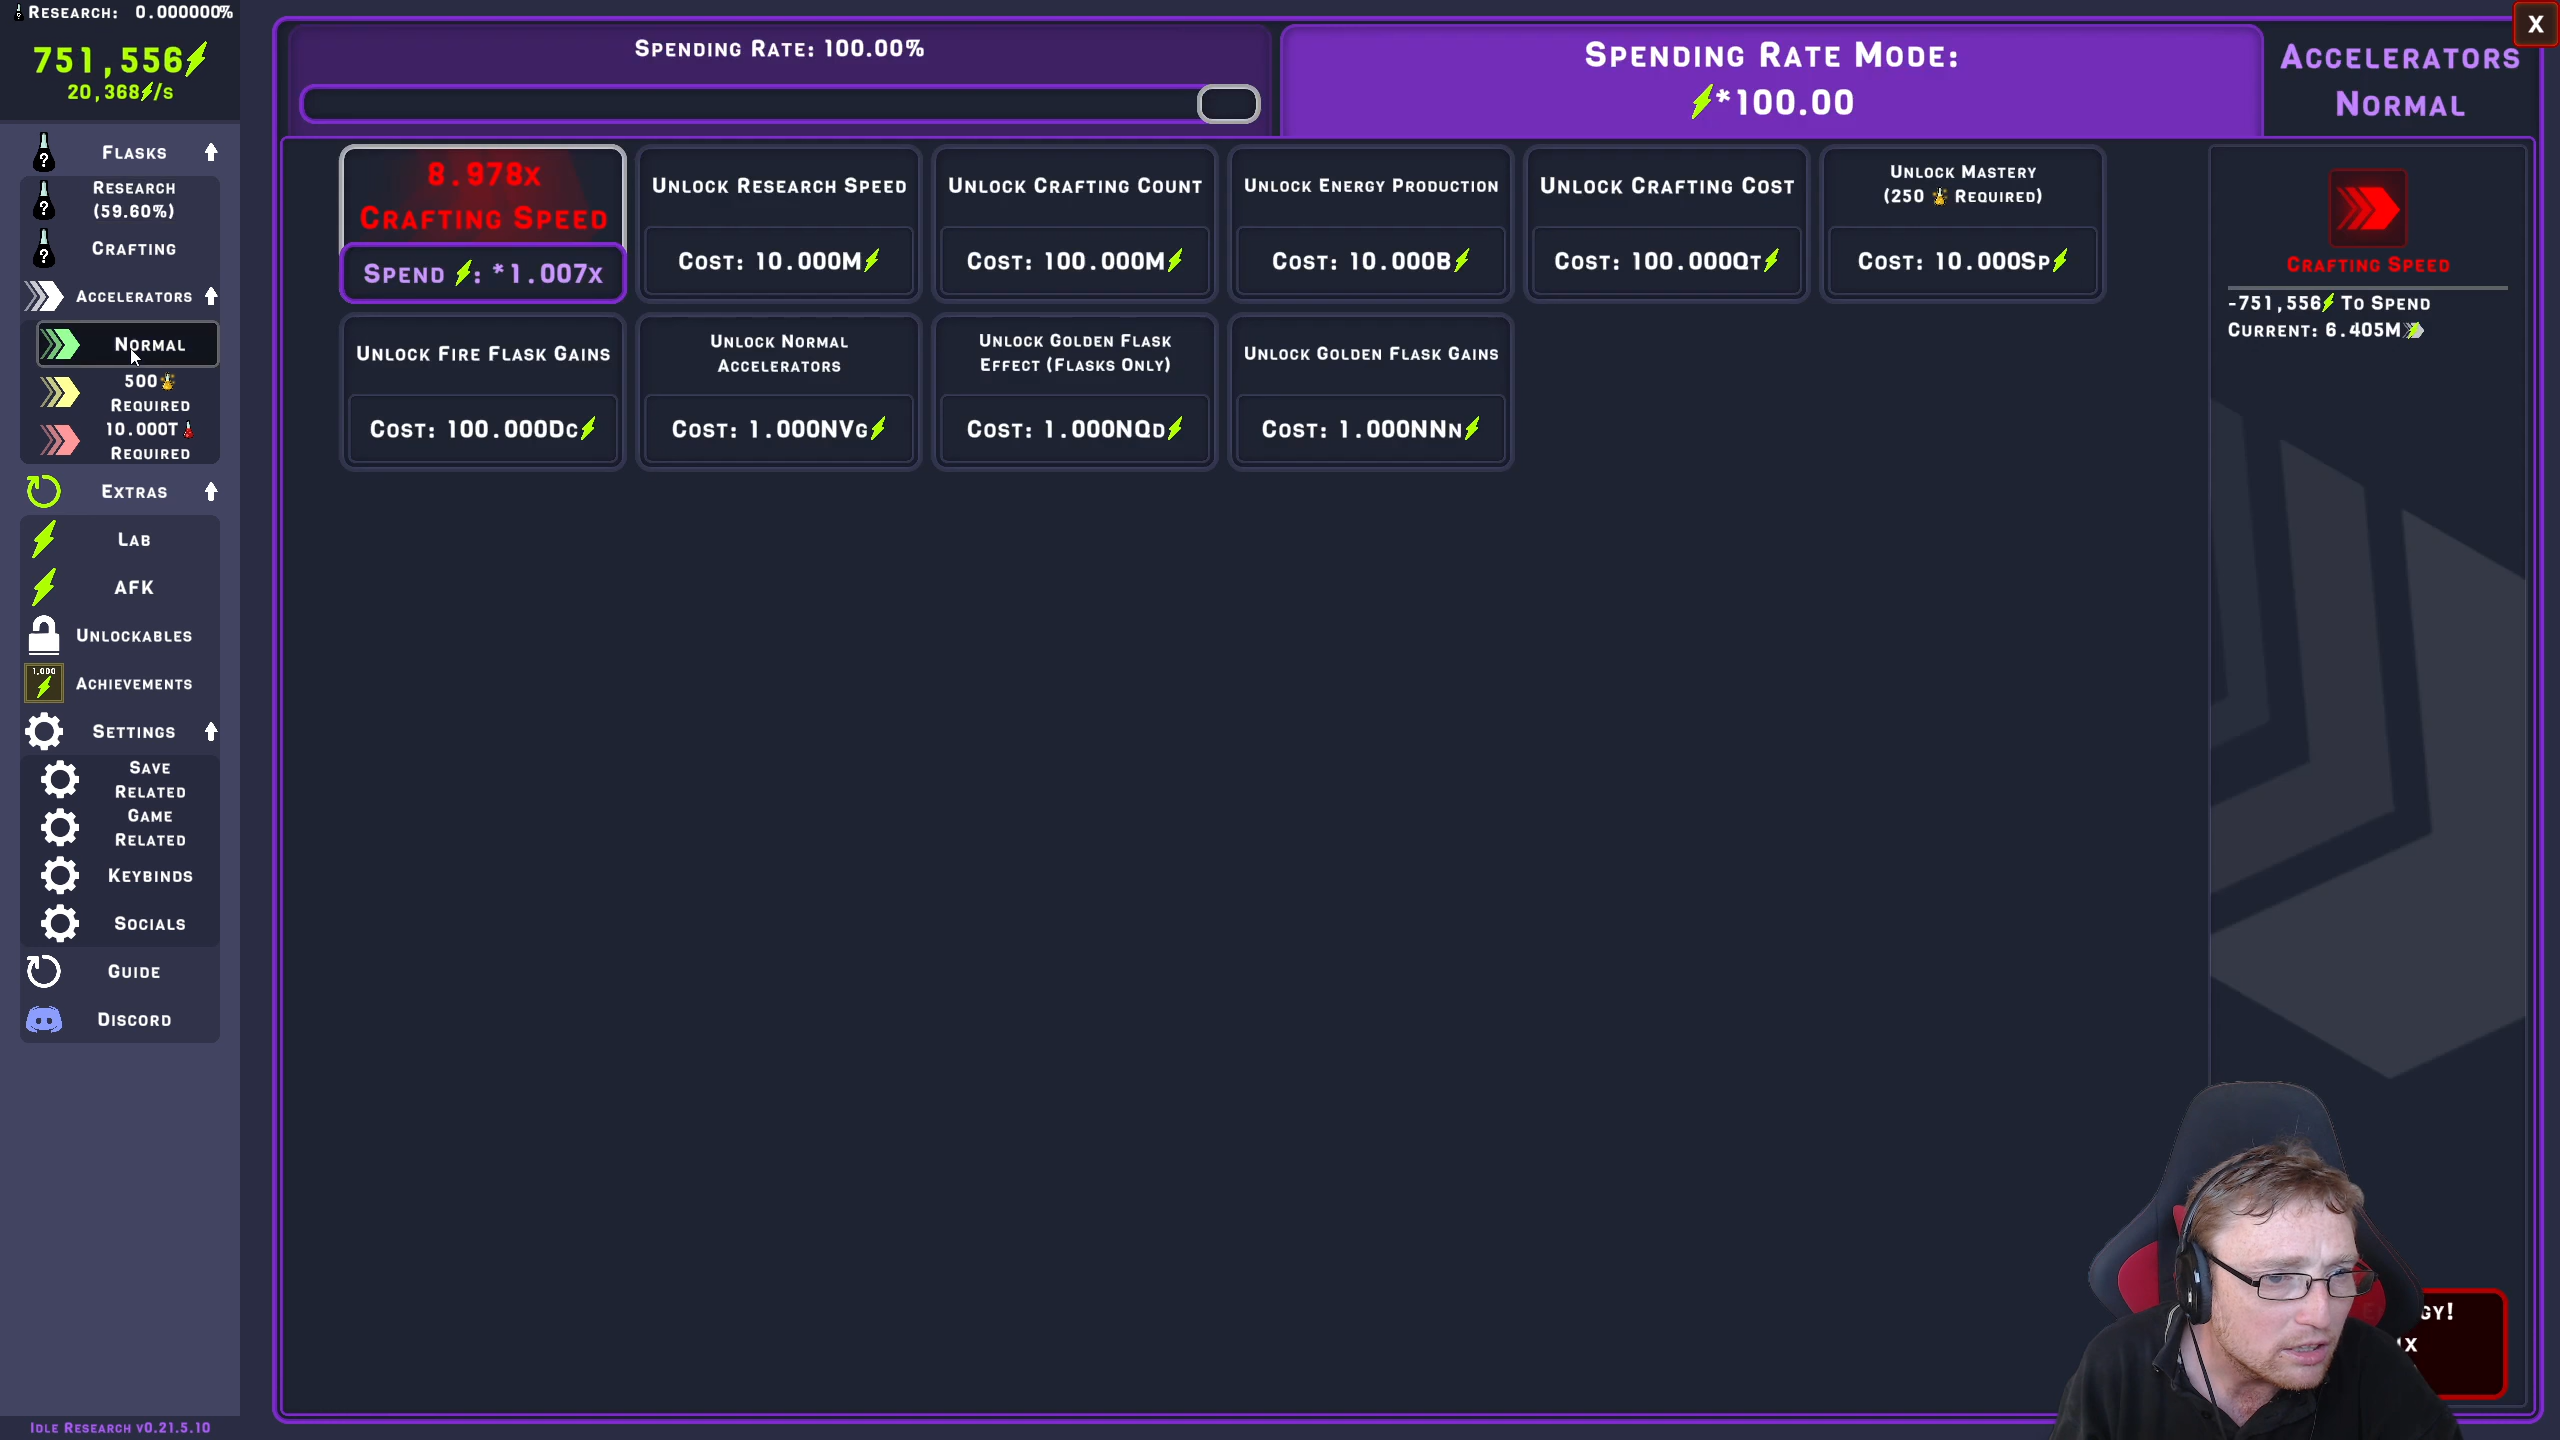 Research: 0.000000%
751,556
20,368/s
Flasks
Research
(59.60%)
Crafting
Accelerators
Normal
500
Required
10.000T
Required
Extras
Lab
AFK
Unlockables
Achievements
1,000
Settings
Save
Related
Game
Related
Keybinds
Socials
Guide
Discord
Idle Research v0.21.5.10
Spending Rate: 100.00%
Spending Rate Mode:
*100.00
Accelerators
Normal
X
8.978x
Crafting Speed
Spend : *1.007x
Unlock Research Speed
Cost: 10.000M
Unlock Crafting Count
Cost: 100.000M
Unlock Energy Production
Cost: 10.000B
Unlock Crafting Cost
Cost: 100.000Qt
Unlock Mastery
(250 Required)
Cost: 10.000Sp
Unlock Fire Flask Gains
Cost: 100.000Dc
Unlock Normal
Accelerators
Cost: 1.000NVg
Unlock Golden Flask
Effect (Flasks Only)
Cost: 1.000NQd
Unlock Golden Flask Gains
Cost: 1.000NNn
Crafting Speed
-751,556 To Spend
Current: 6.405M
gy!